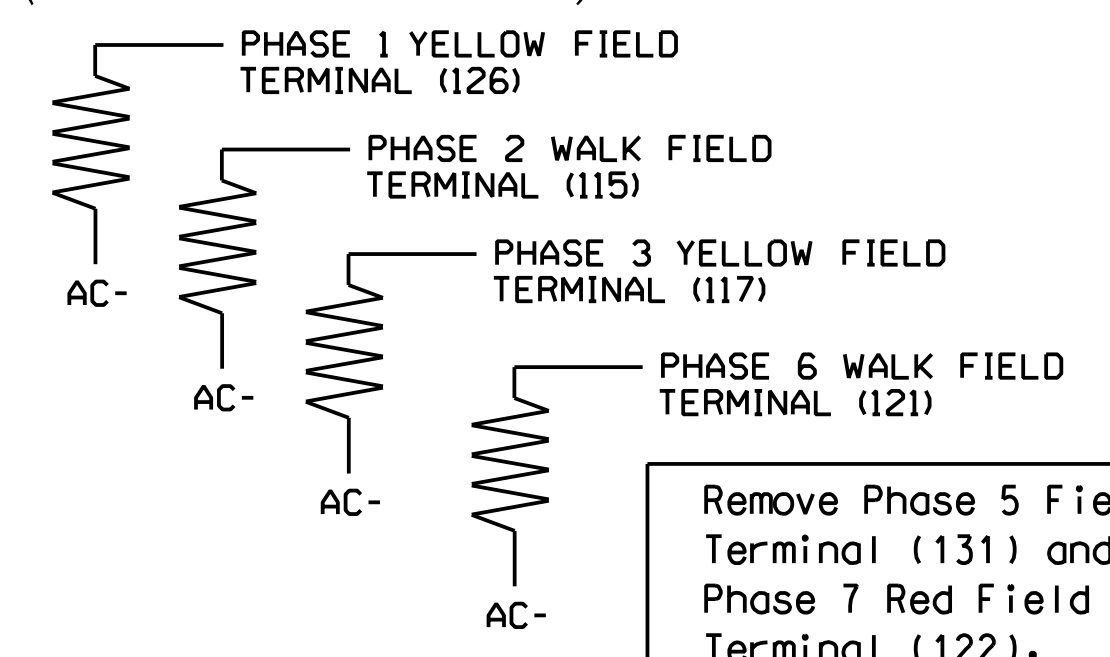 PHASE 1 YELLOW FIELD
TERMINAL (126)
PHASE 2 WALK FIELD
TERMINAL (115)
PHASE 3 YELLOW FIELD
TERMINAL (117)
PHASE 6 WALK FIELD
TERMINAL (121)
AC-
AC-
AC-
AC-
Remove Phase 5
Terminal (131) and
Phase 7 Red Field
Terminal (122).